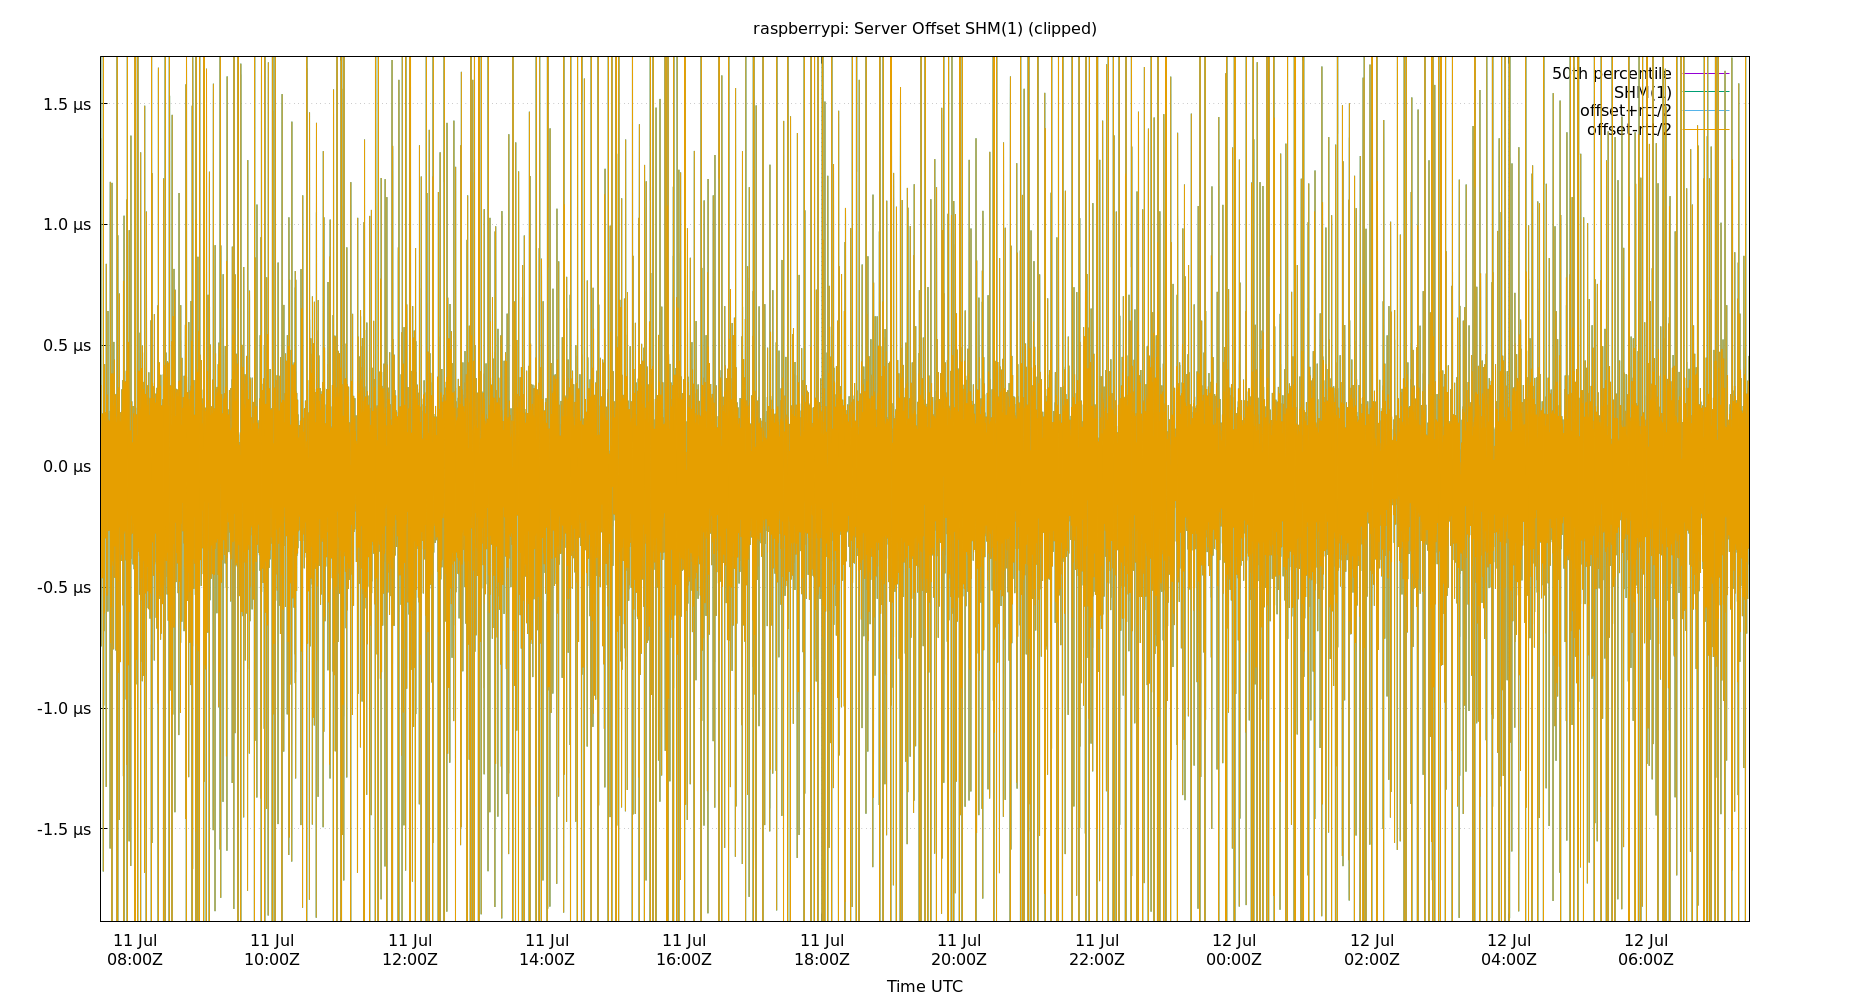 raspberrypi: Server Offset SHM(1) (clipped)
50th percentile
SHM(1)
offset+rtt/2
offset-rtt/2
1.5 µs
1.0 µs
0.5 µs
0.0 µs
-0.5 µs
-1.0 µs
-1.5 µs
11 Jul 11 Jul 11 Jul 11 Jul 11 Jul 11 Jul 11 Jul 11 Jul 12 Jul 12 Jul 12 Jul 12 Jul
08:00Z 10:00Z 12:00Z 14:00Z 16:00Z 18:00Z 20:00Z 22:00Z 00:00Z 02:00Z 04:00Z 06:00Z
Time UTC